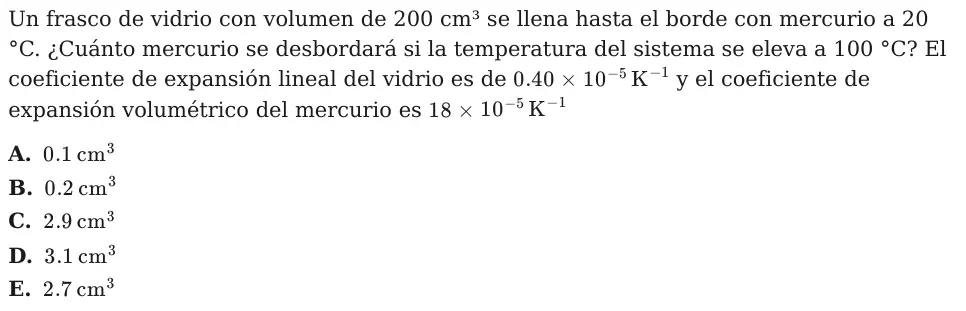 Un frasco de vidrio con volumen de 200 cm³ se llena hasta el borde con mercurio a 20
°C. ¿Cuánto mercurio se desbordará si la temperatura del sistema se eleva a 100 °C? El
coeficiente de expansión lineal del vidrio es de 0.40 × 10⁻⁵ K⁻¹ y el coeficiente de
expansión volumétrico del mercurio es 18 × 10⁻⁵ K⁻¹
A. 0.1 cm³
B. 0.2 cm³
C. 2.9 cm³
D. 3.1 cm³
E. 2.7 cm³